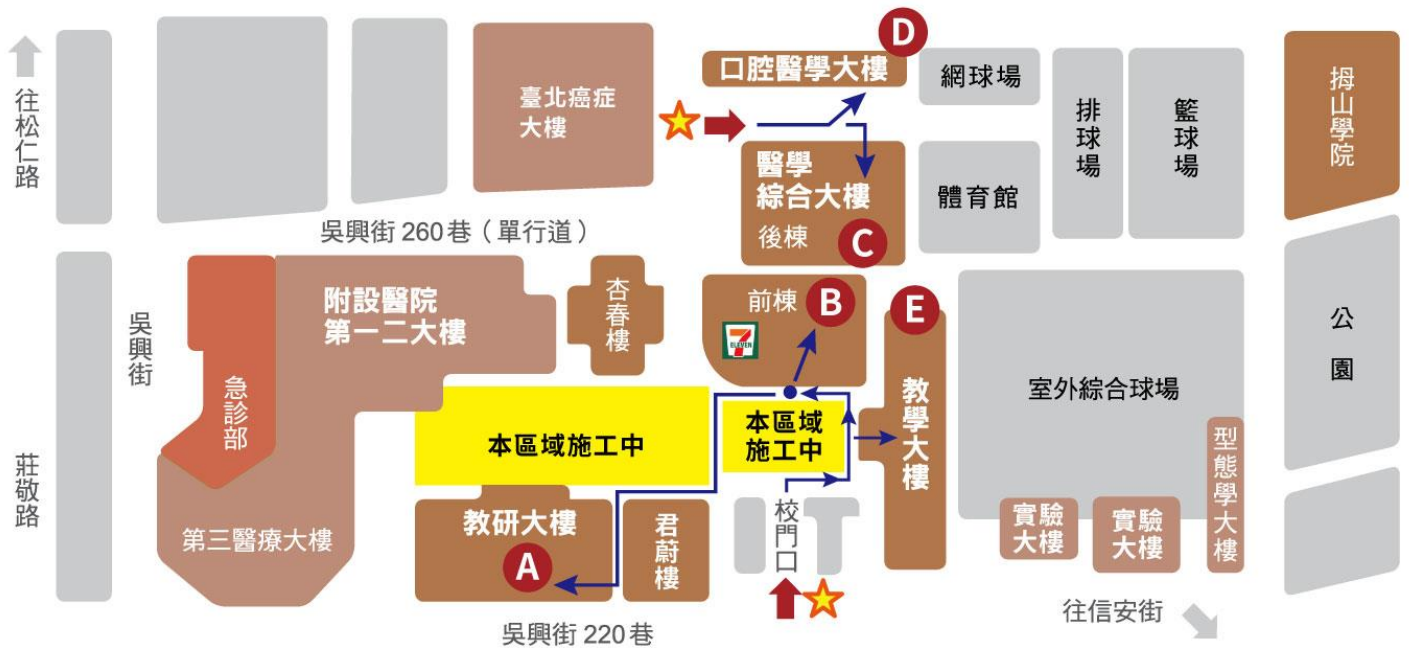 往松仁路
臺北癌症
大樓
D
口腔醫學大樓
網球場
排球場
籃球場
拇山學院
醫學
綜合大樓
後棟
C
體育館
吳興街 260 巷（單行道）
吳興街
急診部
附設醫院
第一二大樓
杏春樓
前棟
B
7
ELEVEN
E
教學大樓
室外綜合球場
公園
本區域施工中
本區域
施工中
型態學大樓
莊敬路
第三醫療大樓
教研大樓
A
君蔚樓
校門口
實驗
大樓
實驗
大樓
往信安街
吳興街 220 巷